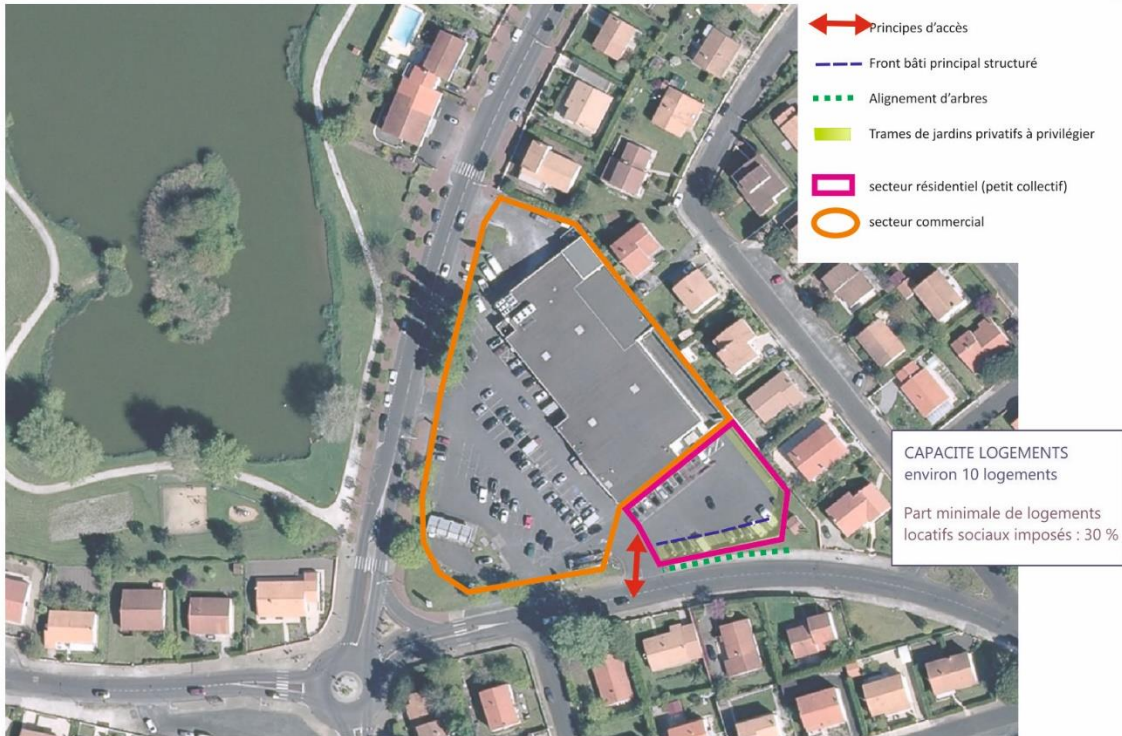 Principes d'accès
Front bâti principal structuré
Alignement d'arbres
Trames de jardins privatifs à privilégier
secteur résidentiel (petit collectif)
secteur commercial
CAPACITE LOGEMENTS
environ 10 logements
Part minimale de logements
locatifs sociaux imposés : 30 %